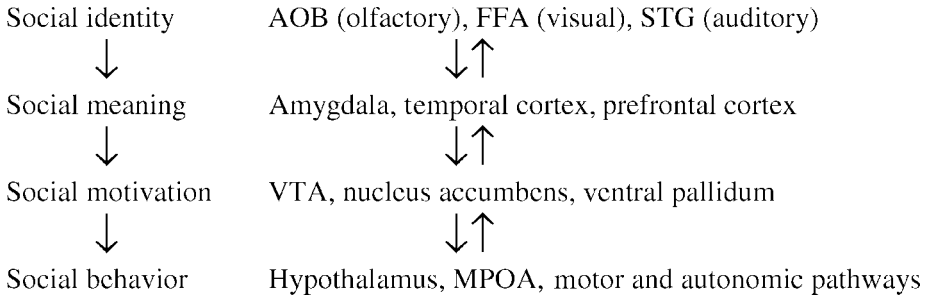 Social identity AOB (olfactory), FFA (visual), STG (auditory)
Social meaning Amygdala, temporal cortex, prefrontal cortex
Social motivation VTA, nucleus accumbens, ventral pallidum
Social behavior Hypothalamus, MPOA, motor and autonomic pathways